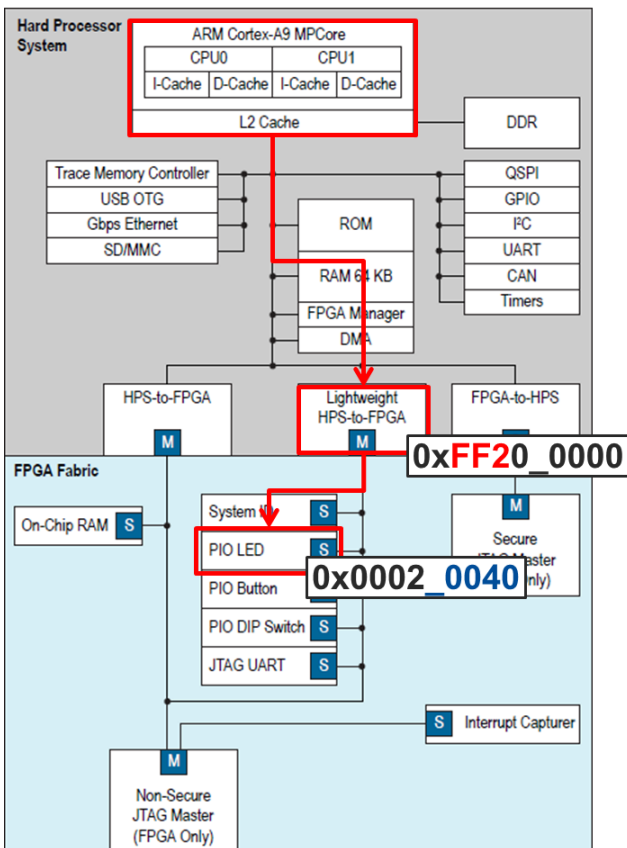 Hard Processor
System
ARM Cortex-A9 MPCore
CPU0
CPU1
I-Cache
D-Cache
I-Cache
D-Cache
L2 Cache
DDR
Trace Memory Controller
USB OTG
Gbps Ethernet
SD/MMC
QSPI
GPIO
I²C
UART
CAN
Timers
ROM
RAM 64 KB
FPGA Manager
DMA
HPS-to-FPGA
M
Lightweight
HPS-to-FPGA
M
FPGA-to-HPS
0xFF20_0000
FPGA Fabric
On-Chip RAM
S
System
S
PIO LED
S
0x0002_0040
PIO Button
PIO DIP Switch
S
JTAG UART
S
M
Secure
S
Interrupt Capturer
M
Non-Secure
JTAG Master
(FPGA Only)